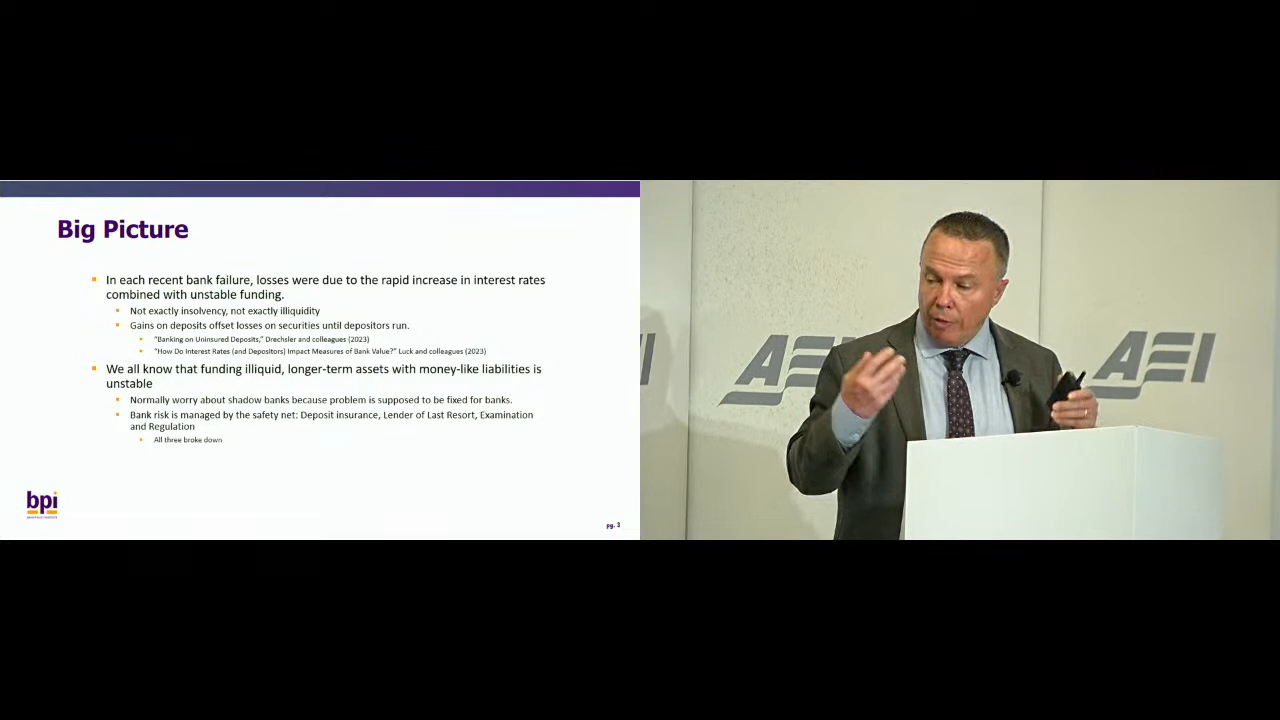 Big Picture
In each recent bank failure, losses were due to the rapid increase in interest rates
combined with unstable funding.
Not exactly insolvency, not exactly illiquidity
Gains on deposits offset losses on securities until depositors run.
"Banking on Uninsured Deposits," Drechsler and colleagues (2023)
"How Do Interest Rates (and Depositors) Impact Measures of Bank Value?" Luck and colleagues (2023)
We all know that funding illiquid, longer-term assets with money-like liabilities is
unstable
Normally worry about shadow banks because problem is supposed to be fixed for banks.
Bank risk is managed by the safety net: Deposit insurance, Lender of Last Resort, Examination
and Regulation
All three broke down
bpi
pg. 3
AEI
AEI